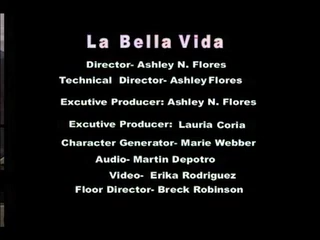 La Bella Vida
Director- Ashley N. Flores
Technical Director- Ashley Flores
Excutive Producer: Ashley N. Flores
Excutive Producer: Lauria Coria
Character Generator- Marie Webber
Audio- Martin Depotro
Video- Erika Rodriguez
Floor Director- Breck Robinson